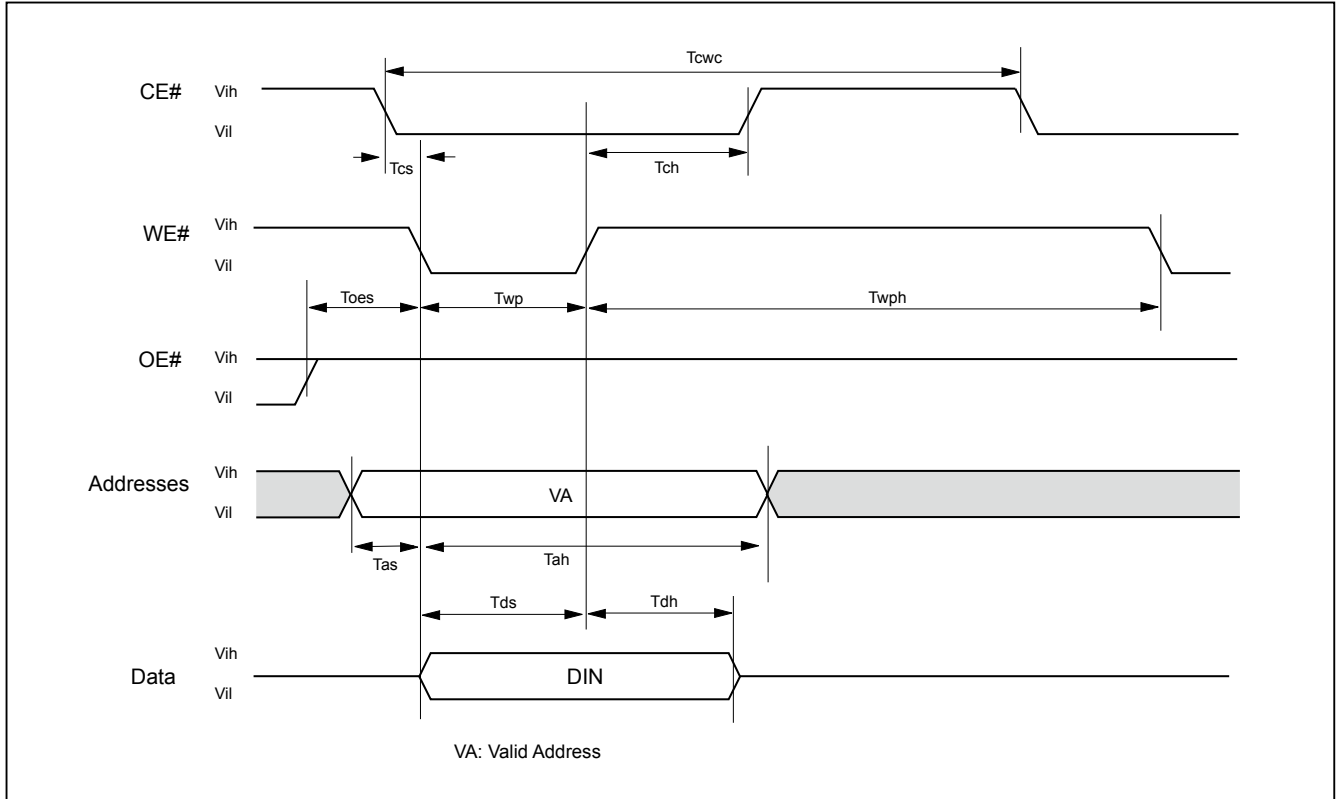 Tcwc
CE# Vih
Vil
Tcs
Tch
WE# Vih
Vil
Toes Twp Twph
OE# Vih
Vil
Addresses Vih
VA
Vil
Tas Tah
Tds Tdh
Data Vih
DIN
Vil
VA: Valid Address